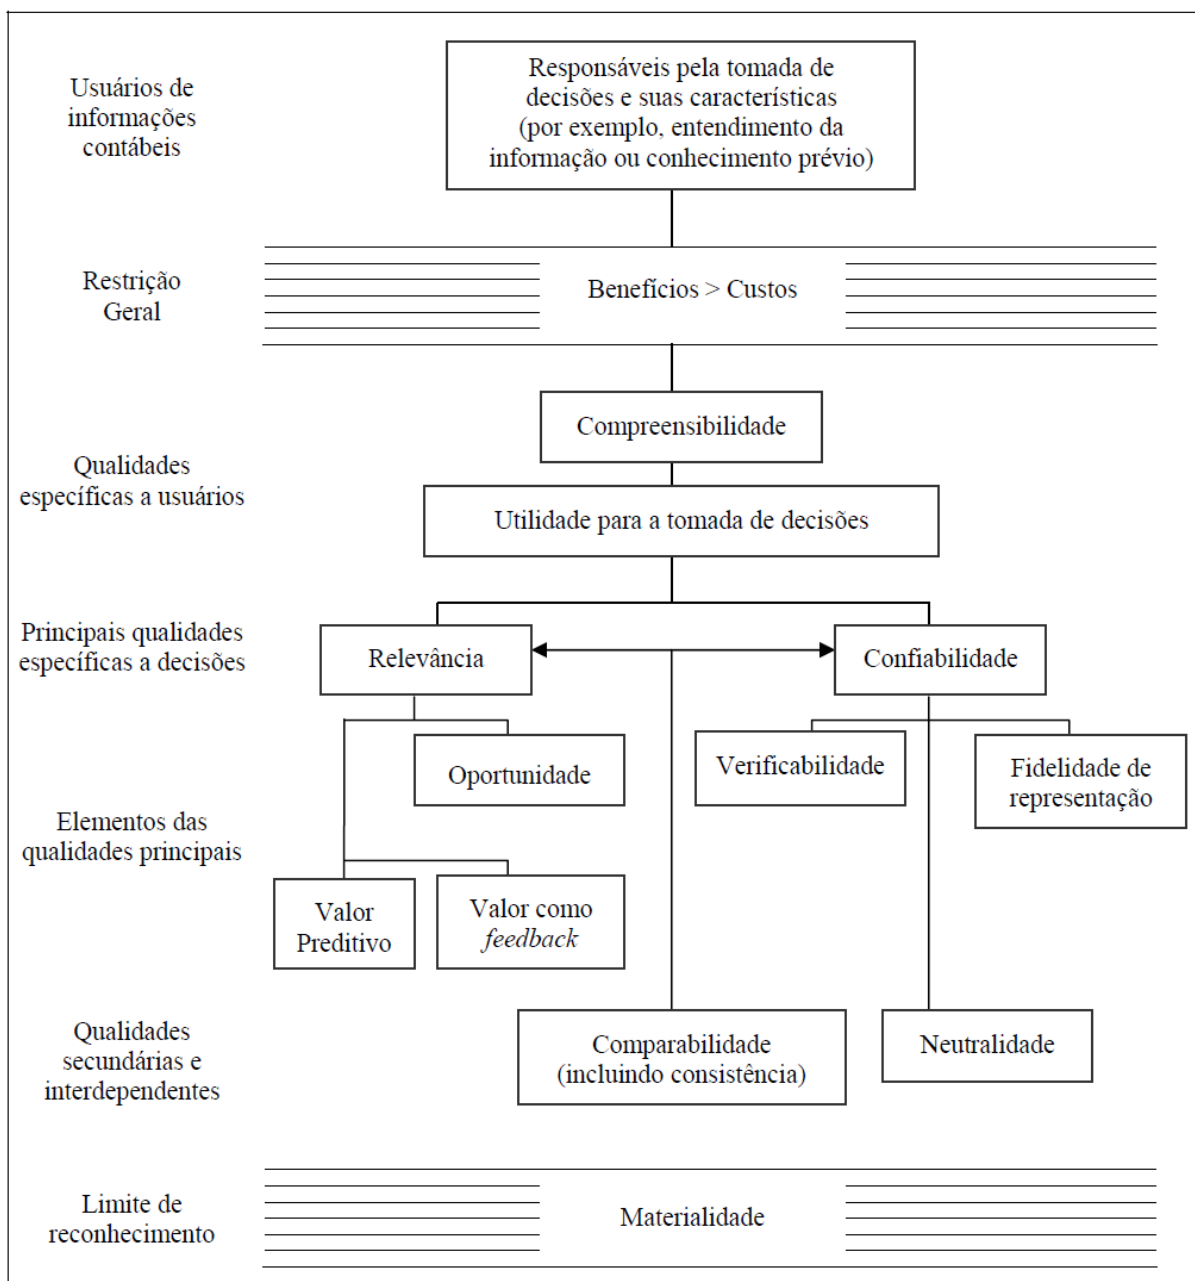 Usuários de
informações
contábeis
Responsáveis pela tomada de
decisões e suas características
(por exemplo, entendimento da
informação ou conhecimento prévio)
Restrição
Geral
Benefícios > Custos
Qualidades
específicas a usuários
Compreensibilidade
Utilidade para a tomada de decisões
Principais qualidades
específicas a decisões
Relevância
Confiabilidade
Elementos das
qualidades principais
Oportunidade
Verificabilidade
Fidelidade de
representação
Valor
Preditivo
Valor como
feedback
Qualidades
secundárias e
interdependentes
Comparabilidade
(incluindo consistência)
Neutralidade
Limite de
reconhecimento
Materialidade